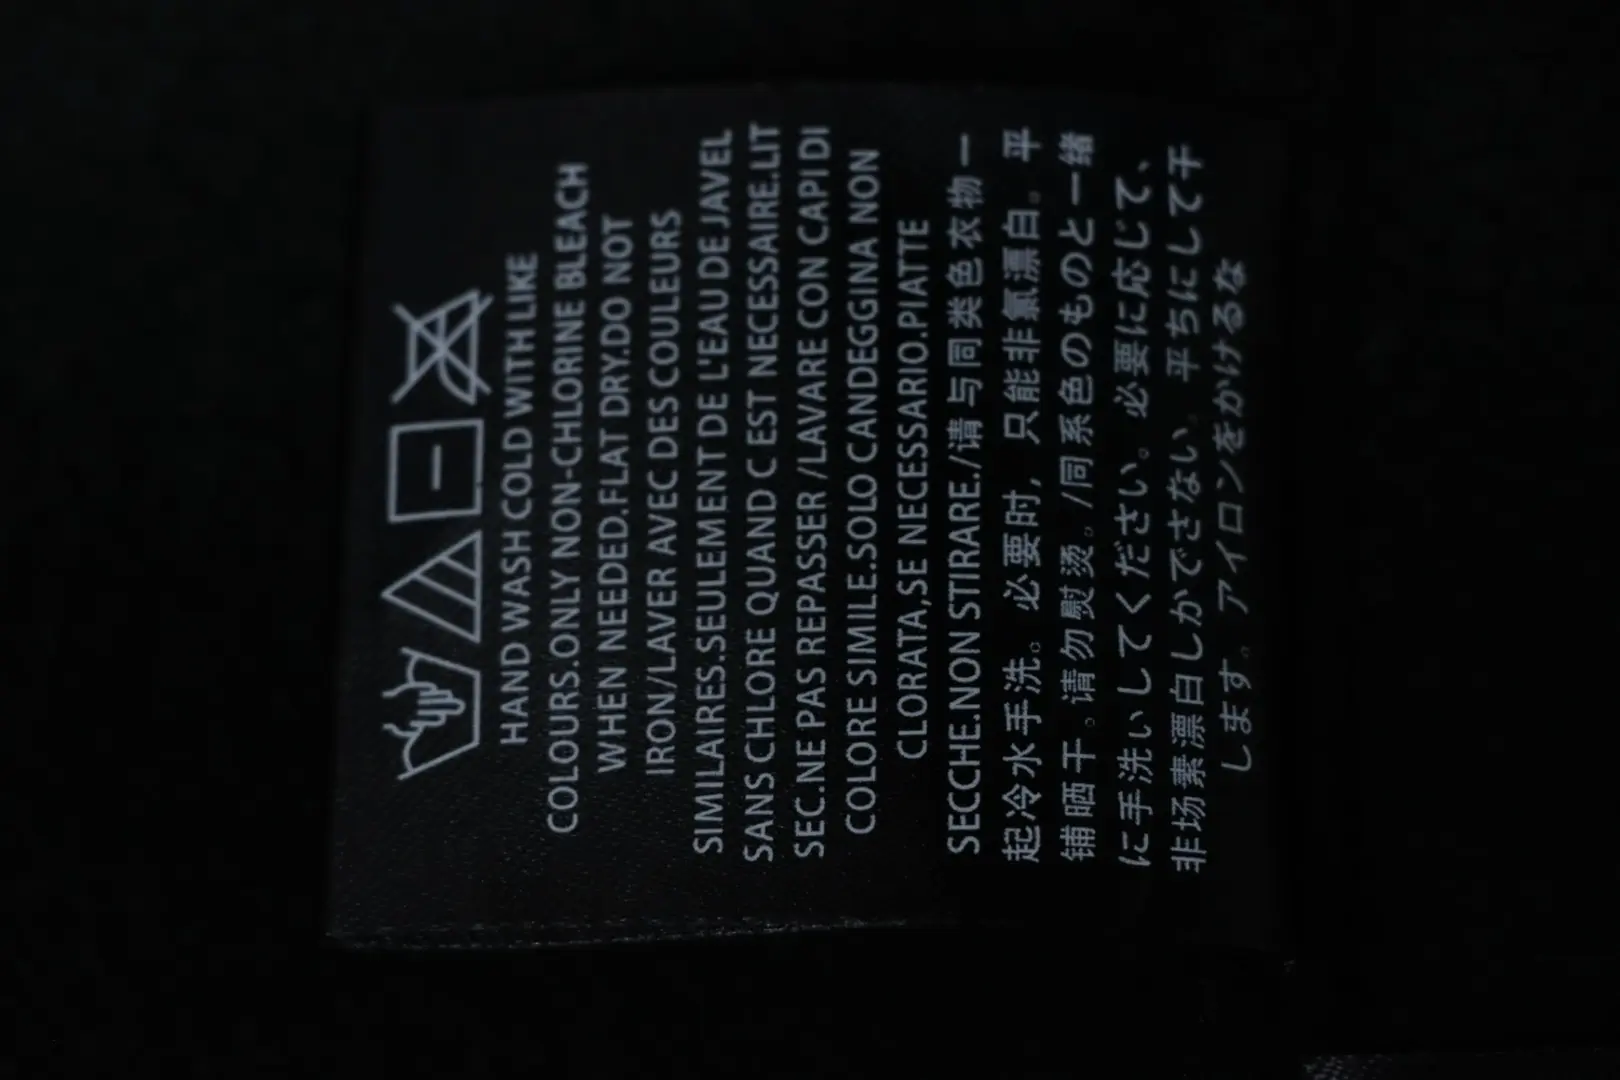 HAND WASH COLD WITH LIKE
COLOURS.ONLY NON-CHLORINE BLEACH
WHEN NEEDED.FLAT DRY.DO NOT
IRON/LAVER AVEC DES COULEURS
SIMILAIRES.SEULEMENT DE L'EAU DE JAVEL
SANS CHLORE QUAND C EST NECESSAIRE.LIT
SEC.NE PAS REPASSER /LAVARE CON CAPI DI
COLORE SIMILE.SOLO CANDEGGINA NON
CLORATA,SE NECESSARIO.PIATTE
SECCHE.NON STIRARE./请与同类色衣物一
起冷水手洗。必要时，只能非氯漂白。平
铺晒干。请勿熨烫。/同系色のものと一緒
に手洗いしてください。必要に応じて、
非场素漂白しかでさない。平ちにして干
します。アイロンをかけるな